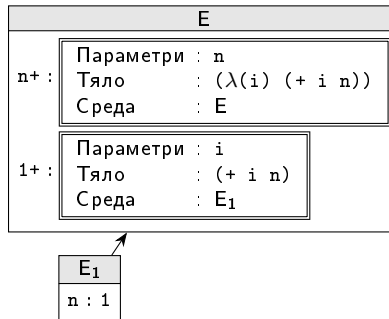 E
n+ :
Параметри : n
Тяло : (λ(i) (+ i n))
Среда : E
1+ :
Параметри : i
Тяло : (+ i n)
Среда : E₁
E₁
n : 1